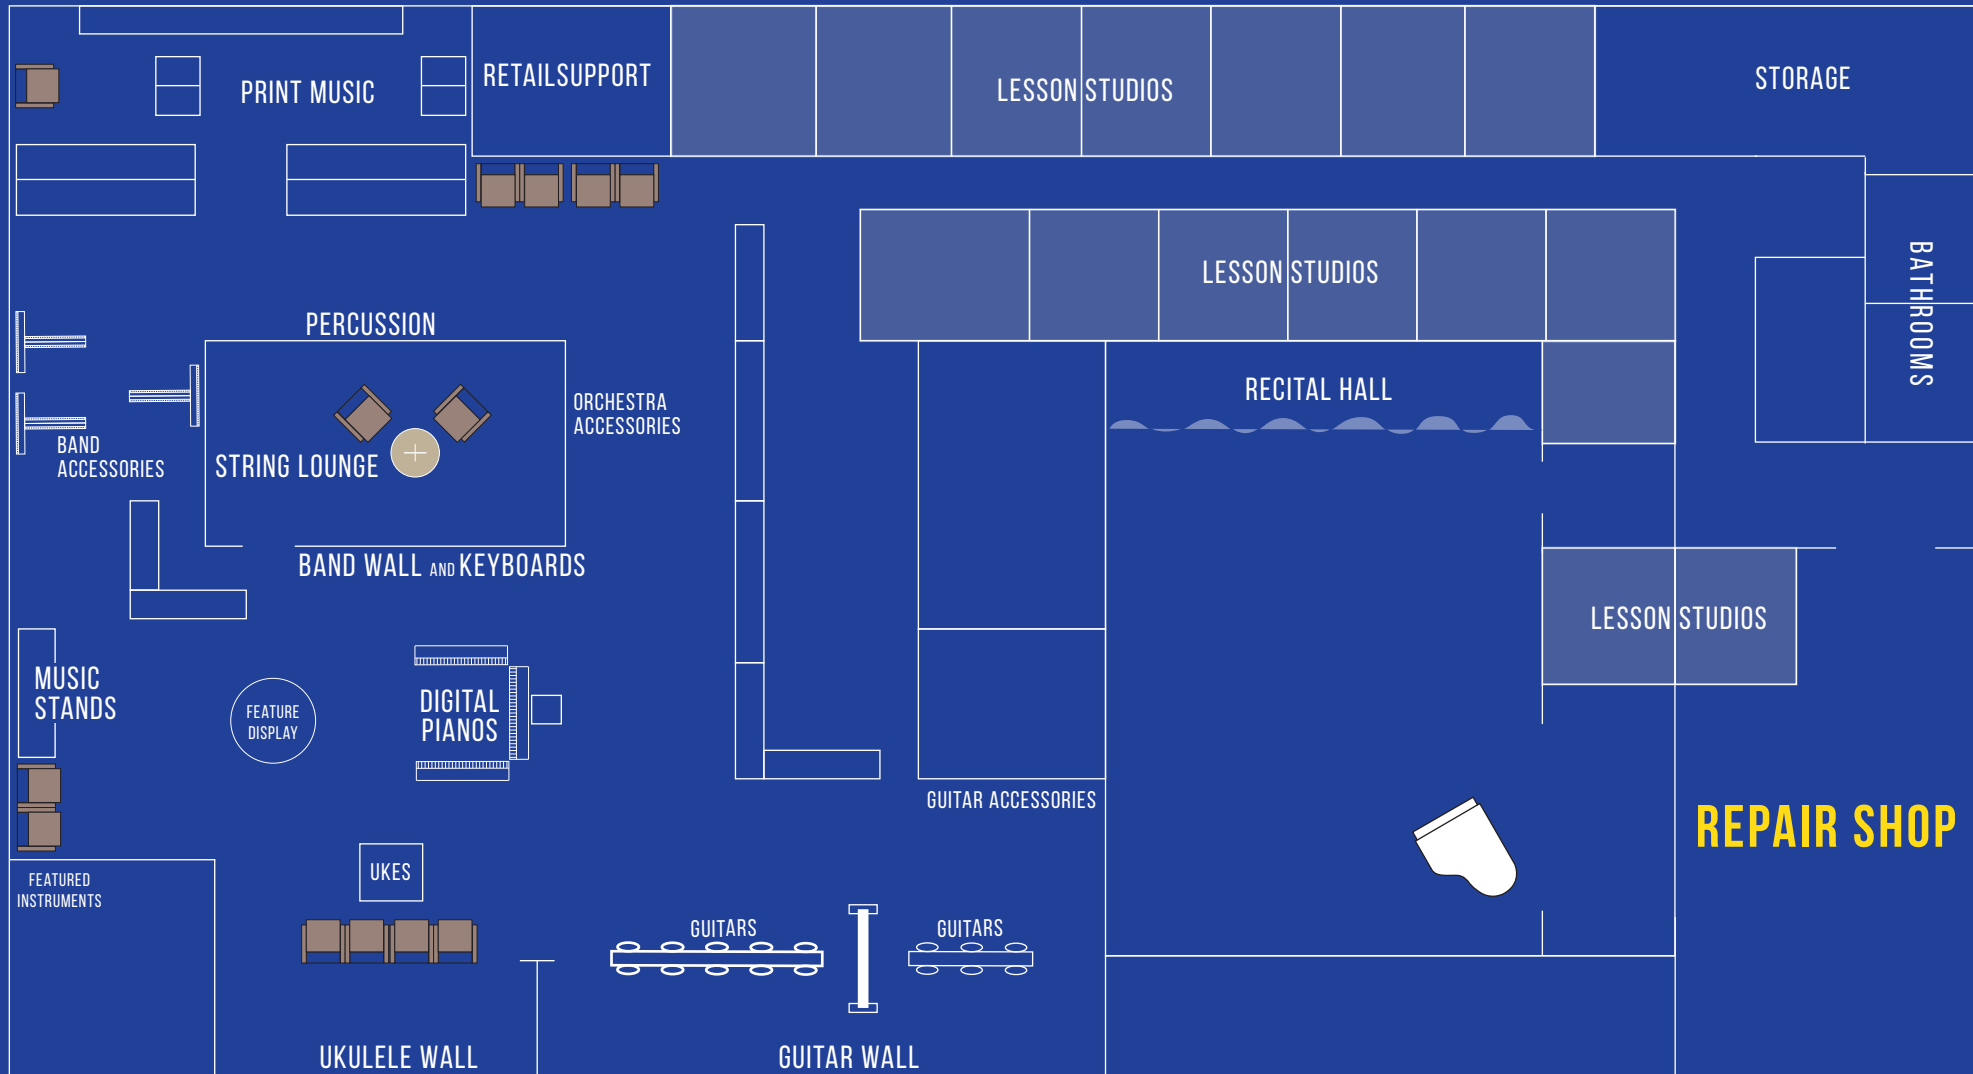 PRINT MUSIC
RETAILSUPPORT
LESSON STUDIOS
STORAGE
LESSON STUDIOS
BATHROOMS
PERCUSSION
RECITAL HALL
ORCHESTRA
ACCESSORIES
BAND
ACCESSORIES
STRING LOUNGE
BAND WALL AND KEYBOARDS
LESSON STUDIOS
MUSIC
STANDS
FEATURE
DISPLAY
DIGITAL
PIANOS
GUITAR ACCESSORIES
REPAIR SHOP
UKES
FEATURED
INSTRUMENTS
GUITARS
GUITARS
UKULELE WALL
GUITAR WALL